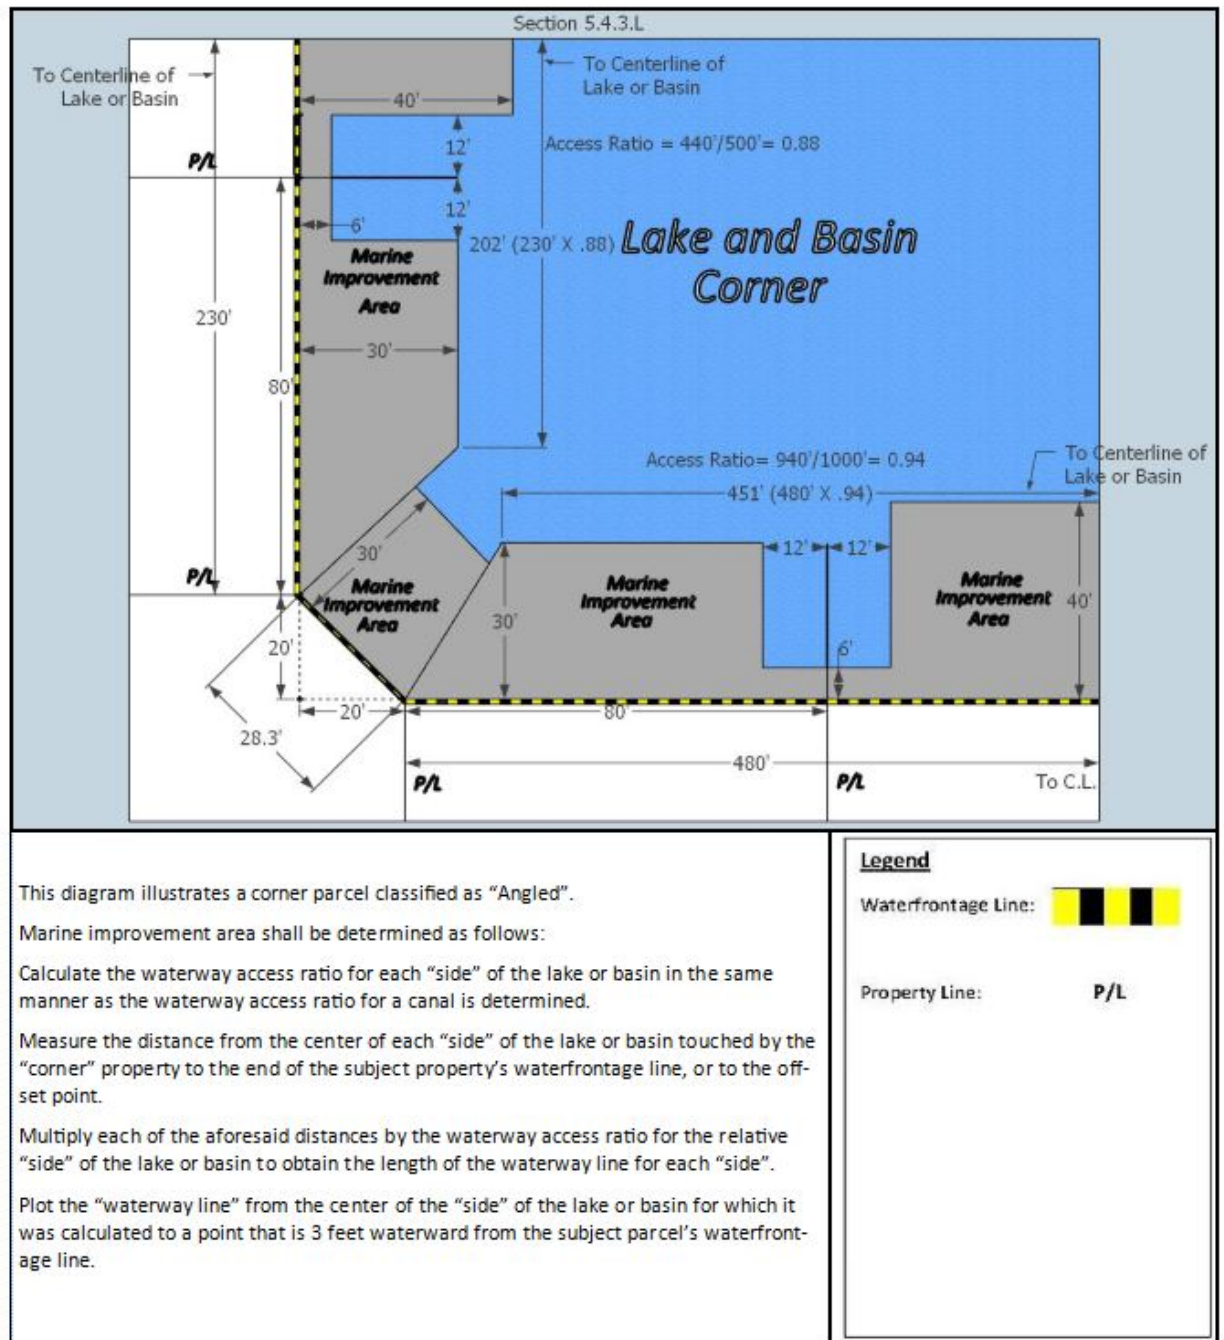 Section 5.4.3.L
To Centerline of
Lake or Basin
To Centerline of
Lake or Basin
40'
12'
Access Ratio = 440'/500'= 0.88
P/L
12'
6'
202' (230' X .88)
Lake and Basin
Corner
Marine
Improvement
Area
230'
30'
80'
Access Ratio= 940'/1000'= 0.94
To Centerline of
Lake or Basin
451' (480' X .94)
12'
12'
30'
P/L
Marine
Improvement
Area
Marine
Improvement
Area
Marine
Improvement
Area
40'
30'
20'
6'
20'
80'
28.3'
480'
P/L
P/L
To C.L.
This diagram illustrates a corner parcel classified as “Angled”.
Marine improvement area shall be determined as follows:
Calculate the waterway access ratio for each “side” of the lake or basin in the same
manner as the waterway access ratio for a canal is determined.
Measure the distance from the center of each “side” of the lake or basin touched by the
“corner” property to the end of the subject property’s waterfrontage line, or to the off-
set point.
Multiply each of the aforesaid distances by the waterway access ratio for the relative
“side” of the lake or basin to obtain the length of the waterway line for each “side”.
Plot the “waterway line” from the center of the “side” of the lake or basin for which it
was calculated to a point that is 3 feet waterward from the subject parcel’s waterfront-
age line.
Legend
Waterfrontage Line:
Property Line: P/L